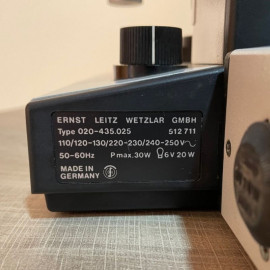 ERNST LEITZ WETZLAR GMBH
Type 020-435.025 512 711
110/120-130/220-230/240-250V~
50-60Hz P max. 30W 6V 20W
MADE IN
GERMANY